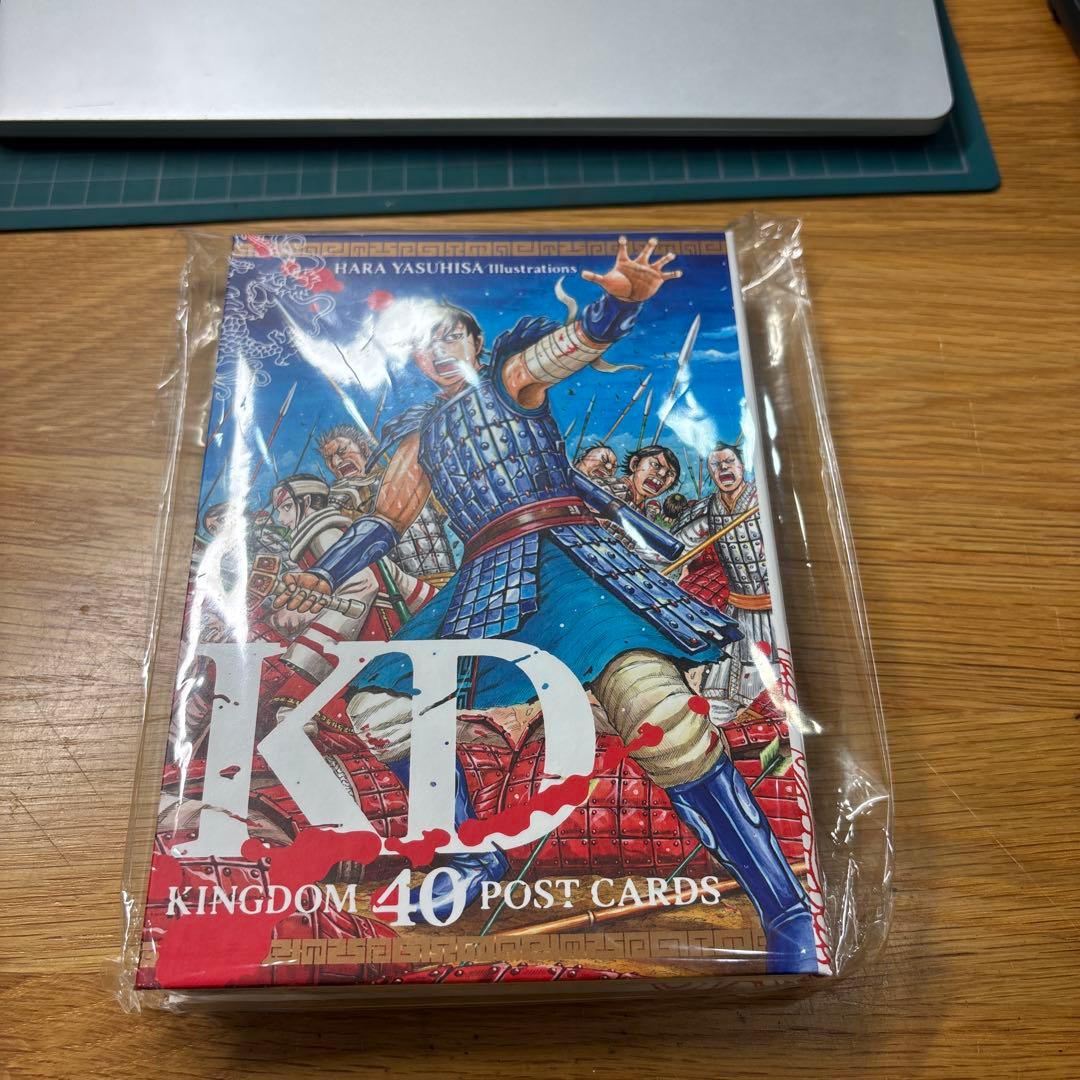 HARA YASUHISA Illustrations
KD
KINGDOM 40 POST CARDS